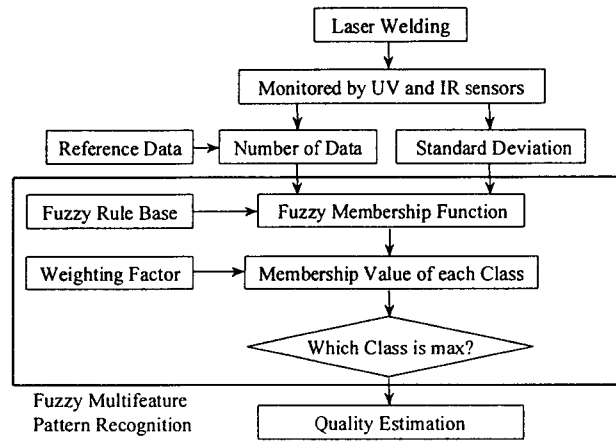 Laser Welding
Monitored by UV and IR sensors
Reference Data
Number of Data
Standard Deviation
Fuzzy Rule Base
Fuzzy Membership Function
Weighting Factor
Membership Value of each Class
Which Class is max?
Fuzzy Multifeature
Pattern Recognition
Quality Estimation